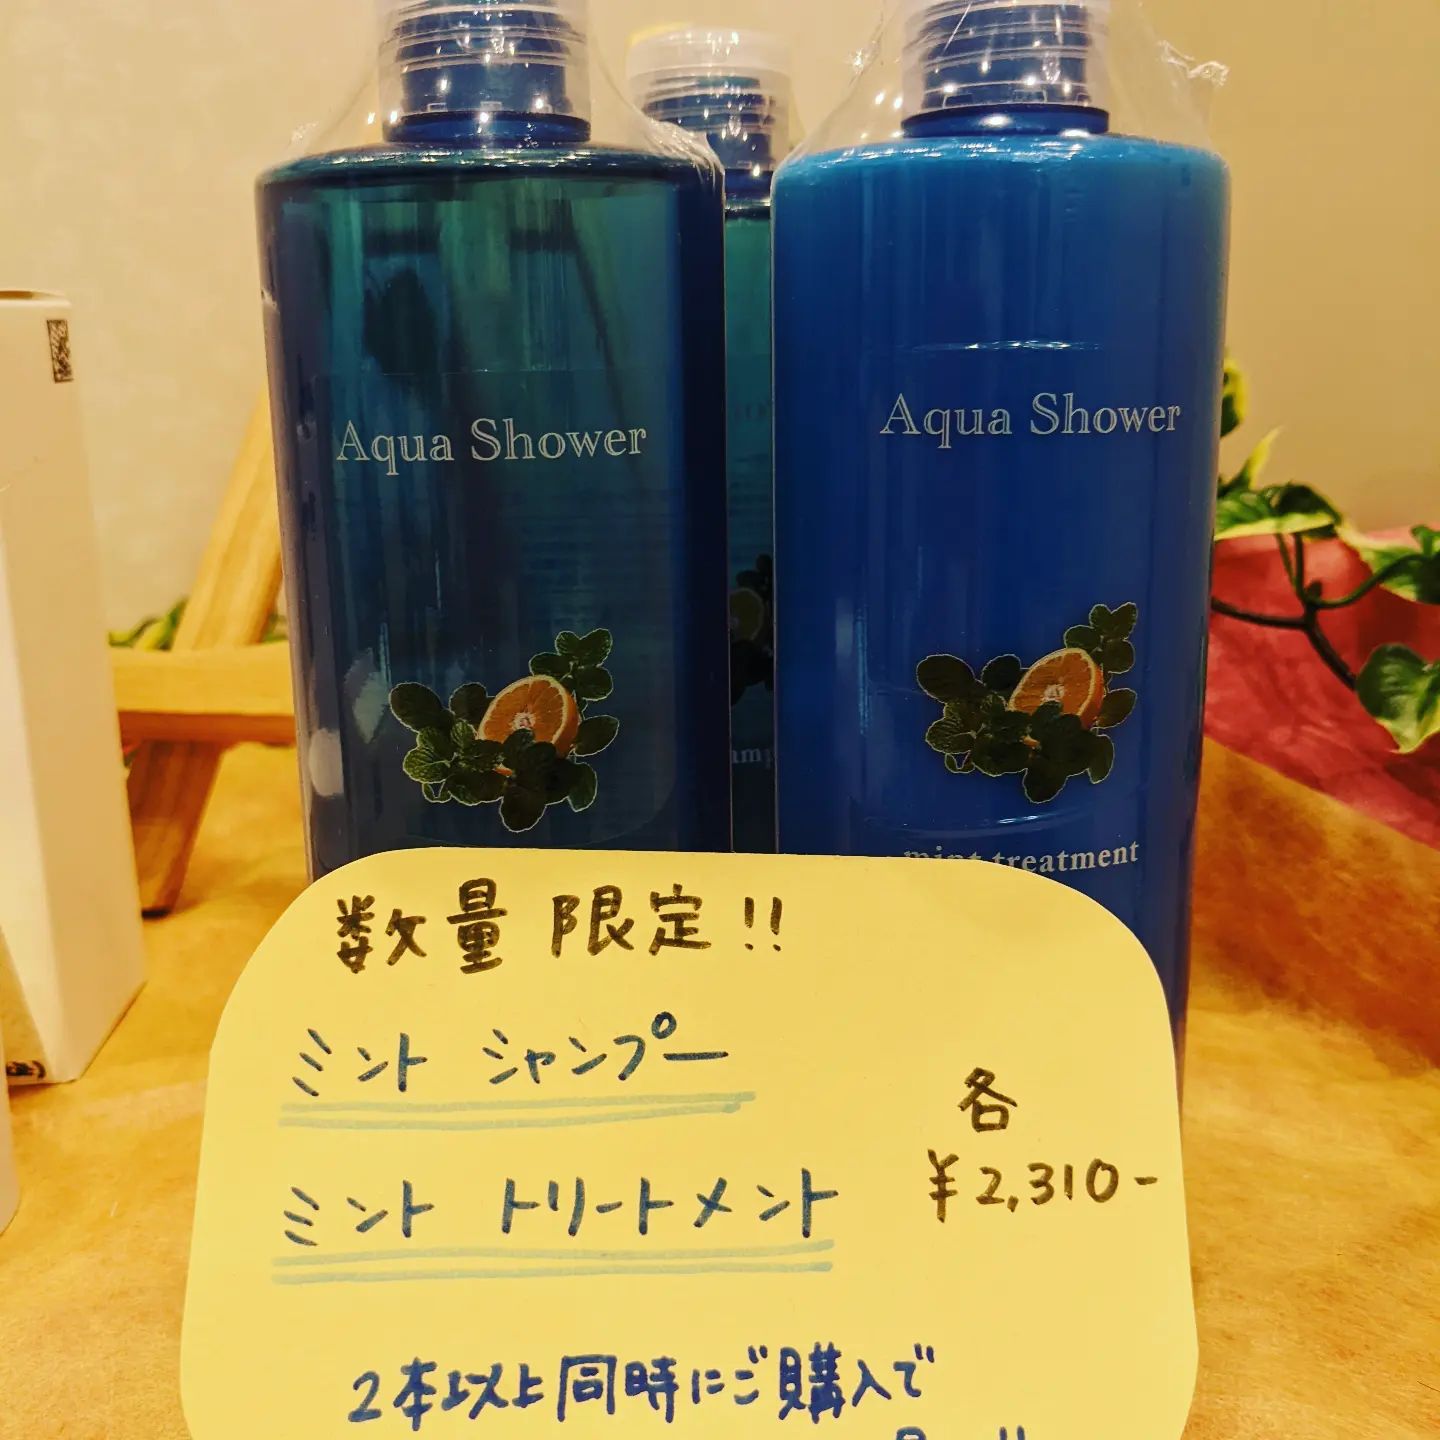 Aqua Shower
Aqua Shower
mint treatment
数量 限定!!
ミント シャンプー
ミント トリートメント
各
¥2,310-
2本以上同時にご購入で